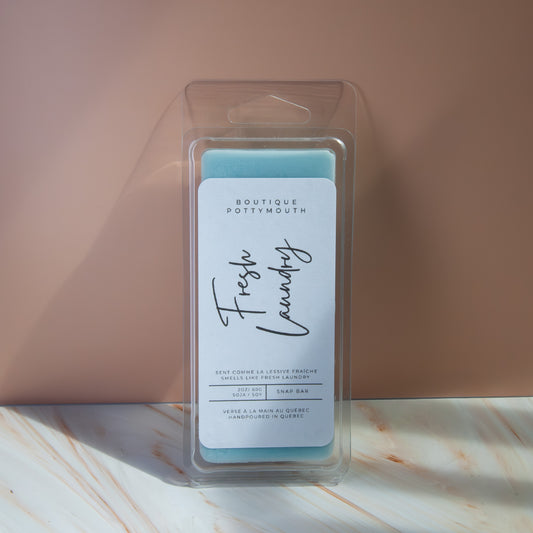 BOUTIQUE
POTTYMOUTH
Fresh
Laundry
SENT COMME LA LESSIVE FRAÎCHE
SMELLS LIKE FRESH LAUNDRY
2OZ/ 60G
SOJA / SOY
SNAP BAR
VERSÉ À LA MAIN AU QUÉBEC
HANDPOURED IN QUÉBEC